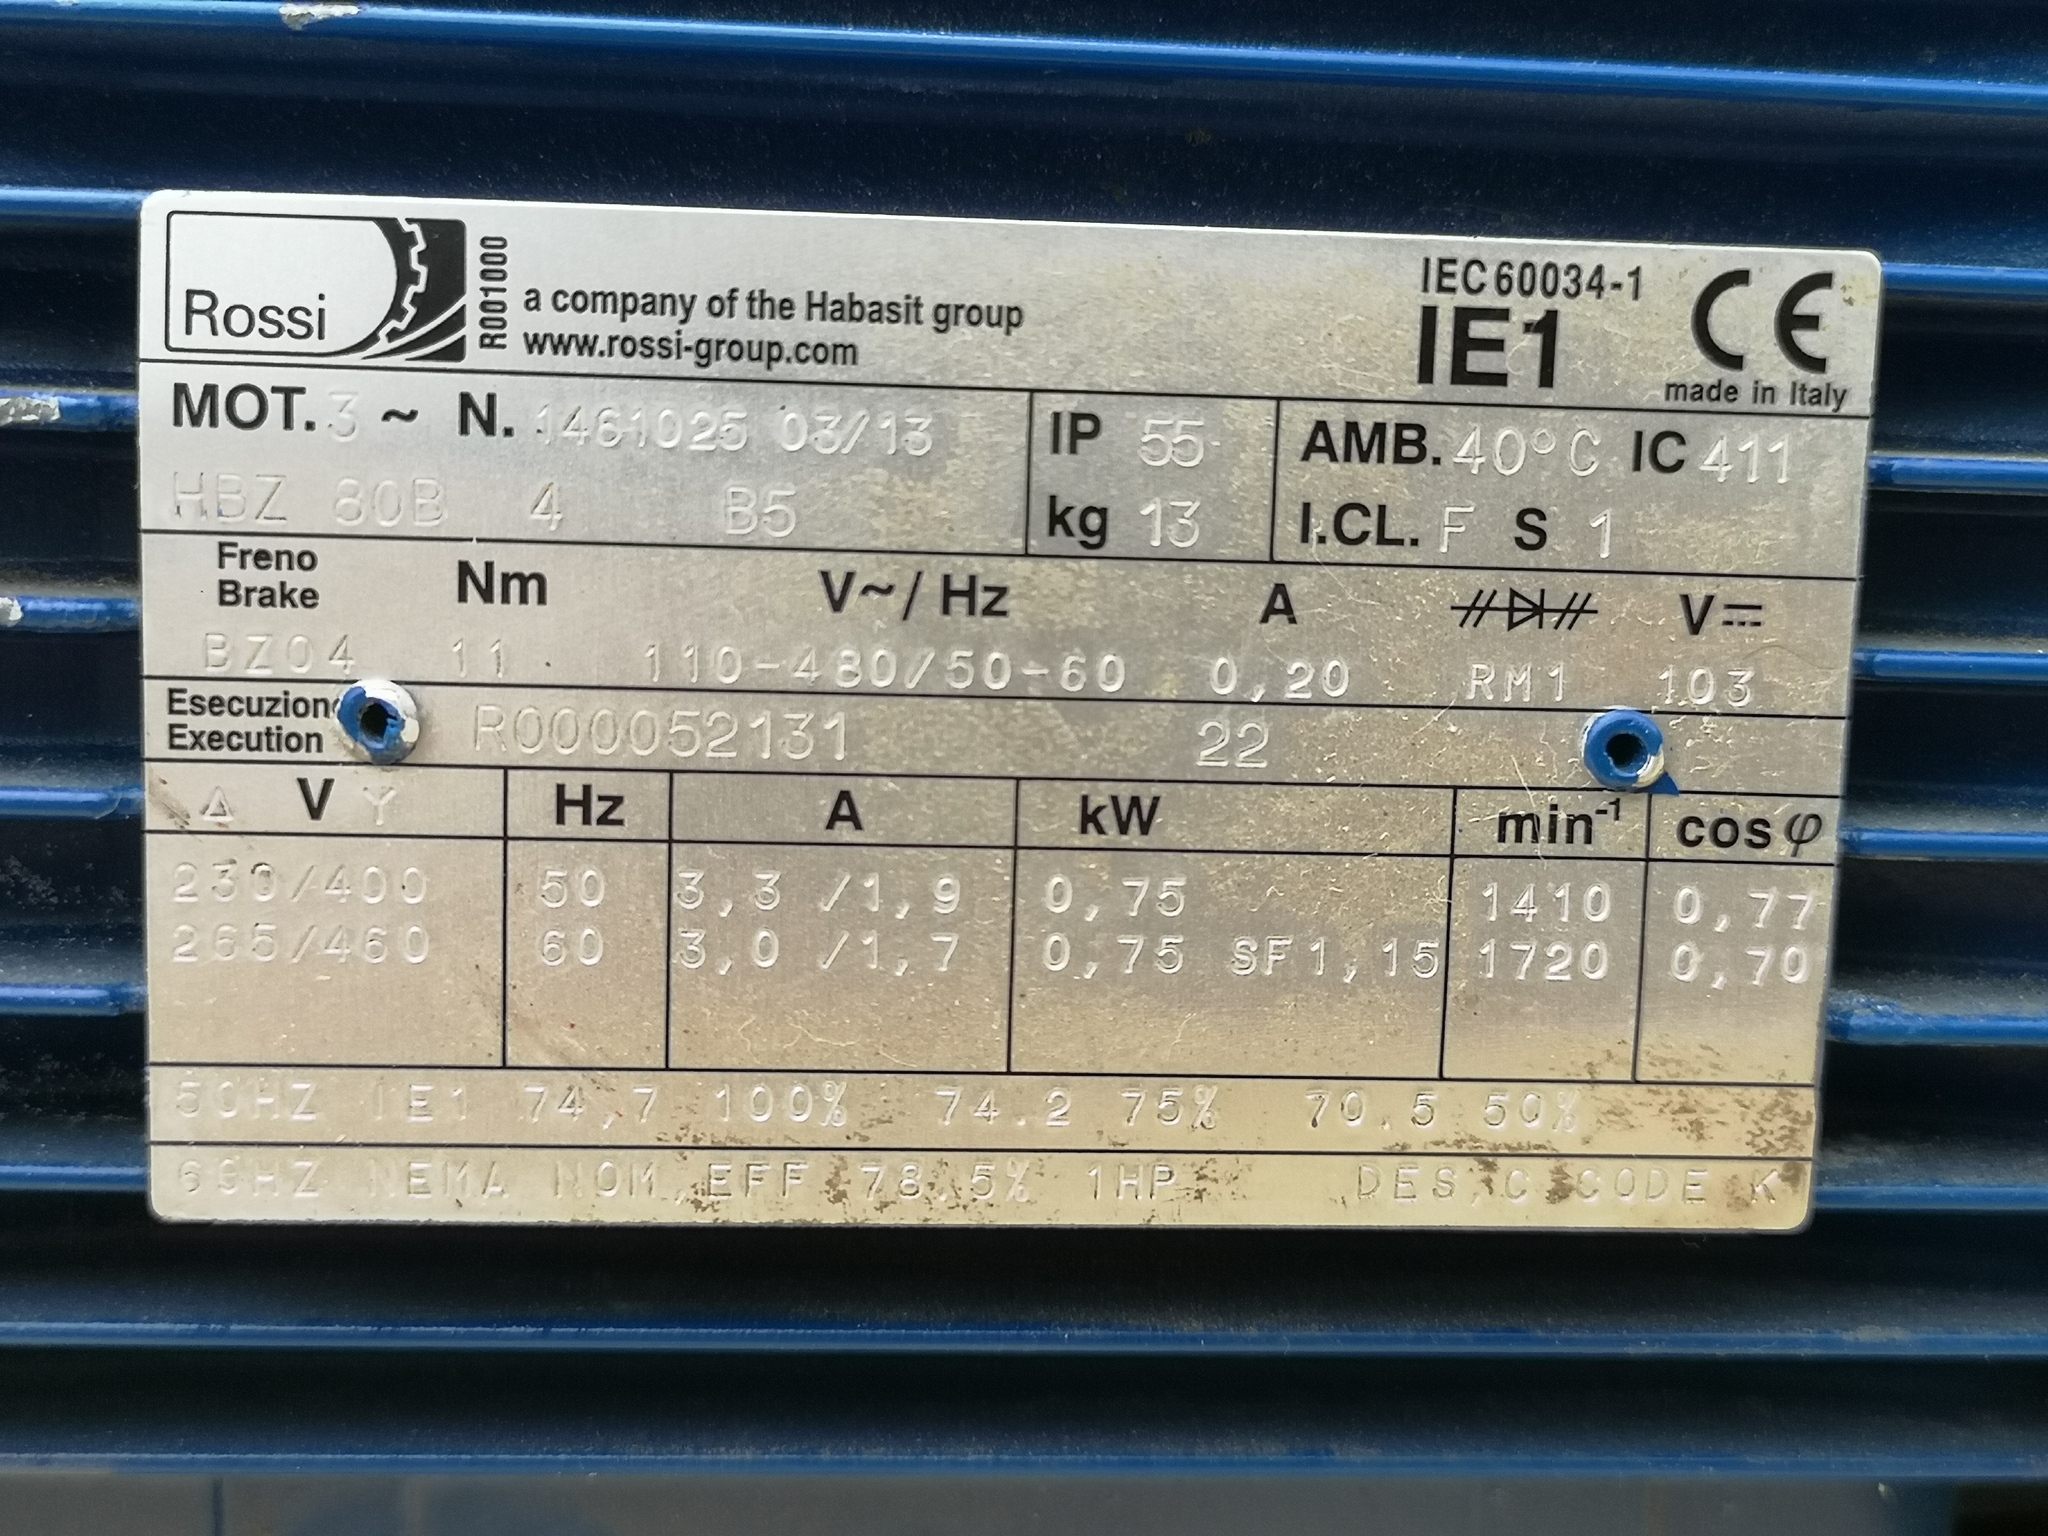 Rossi
R001000
a company of the Habasit group
www.rossi-group.com
IEC 60034-1
IE1
CE
made in Italy
MOT. 3 ~ N. 1461025 03/13
HBZ 80B 4 B5
IP 55
kg 13
AMB. 40°C IC 411
I.CL. F S 1
Freno
Brake Nm V~/ Hz A V⎓
BZ04 11 110-480/50-60 0,20 RM1 103
Esecuzione
Execution R000052131 22
Δ V Y Hz A kW min-1 cos φ
230/400 50 3,3 /1,9 0,75 1410 0,77
265/460 60 3,0 /1,7 0,75 SF1,15 1720 0,70
50HZ IE1 74,7 100% 74.2 75% 70.5 50%
60HZ NEMA NOM.EFF 78.5% 1HP DES.C CODE K